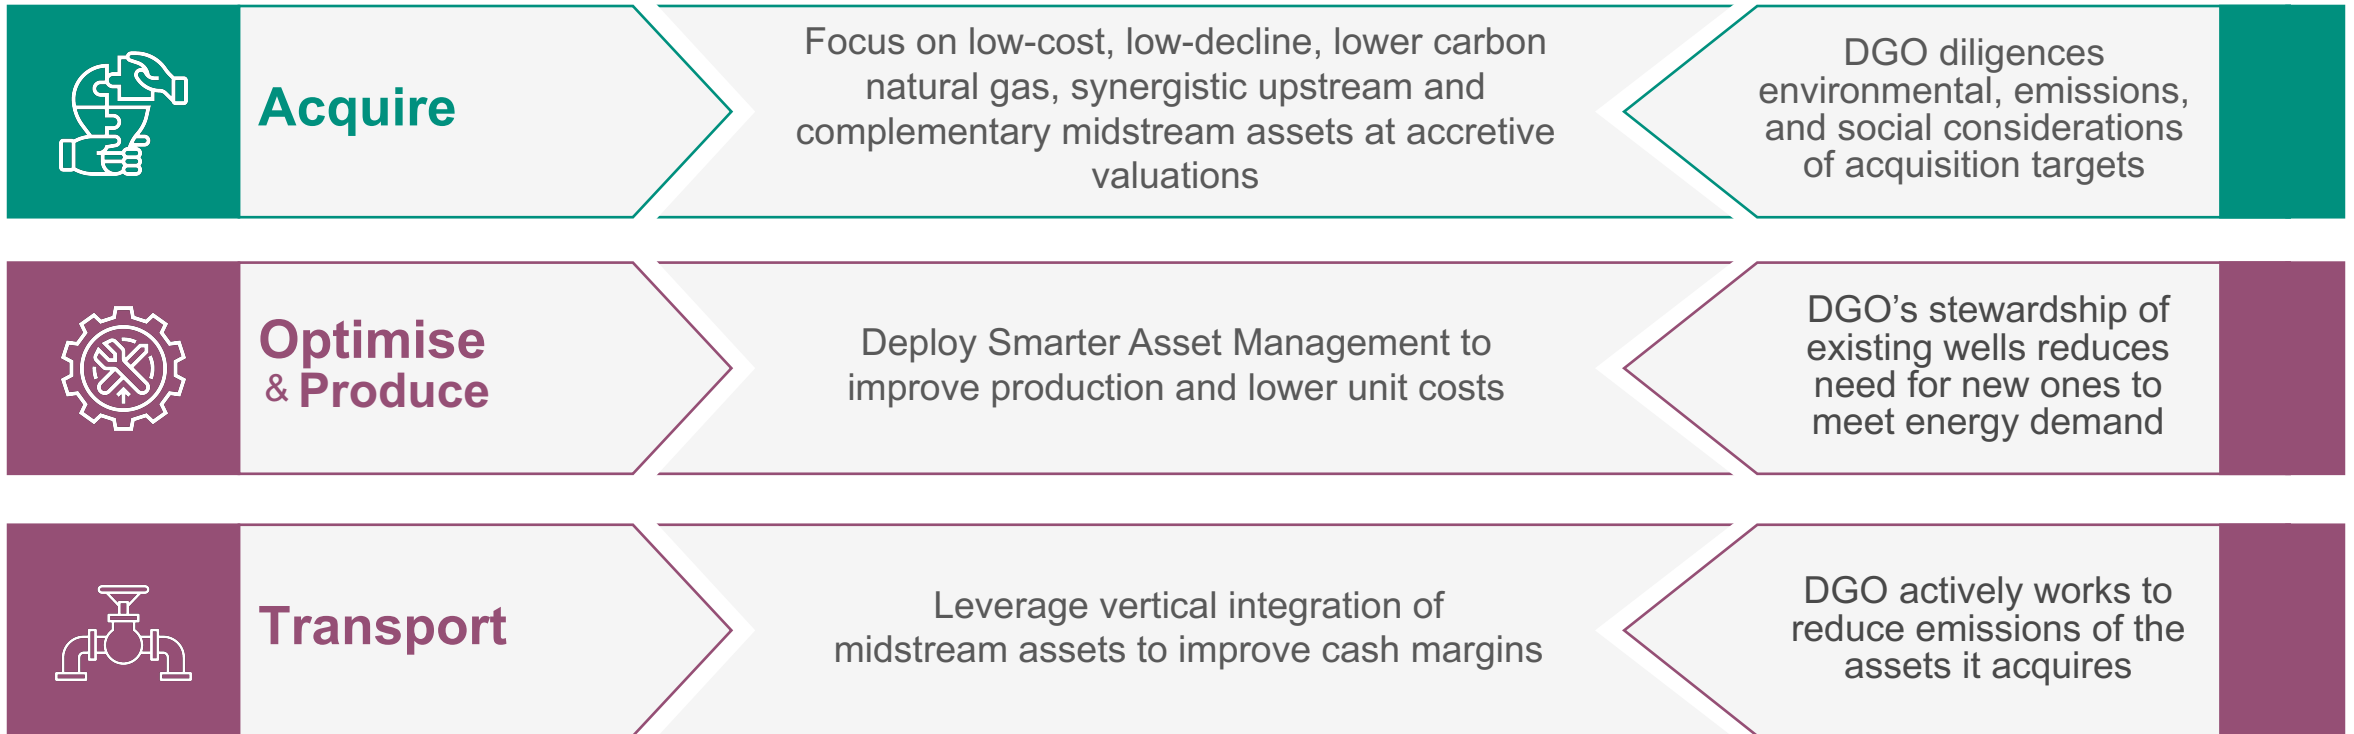 Acquire
Focus on low-cost, low-decline, lower carbon
natural gas, synergistic upstream and
complementary midstream assets at accretive
valuations
DGO diligences
environmental, emissions,
and social considerations
of acquisition targets
Optimise
& Produce
Deploy Smarter Asset Management to
improve production and lower unit costs
DGO’s stewardship of
existing wells reduces
need for new ones to
meet energy demand
Transport
Leverage vertical integration of
midstream assets to improve cash margins
DGO actively works to
reduce emissions of the
assets it acquires